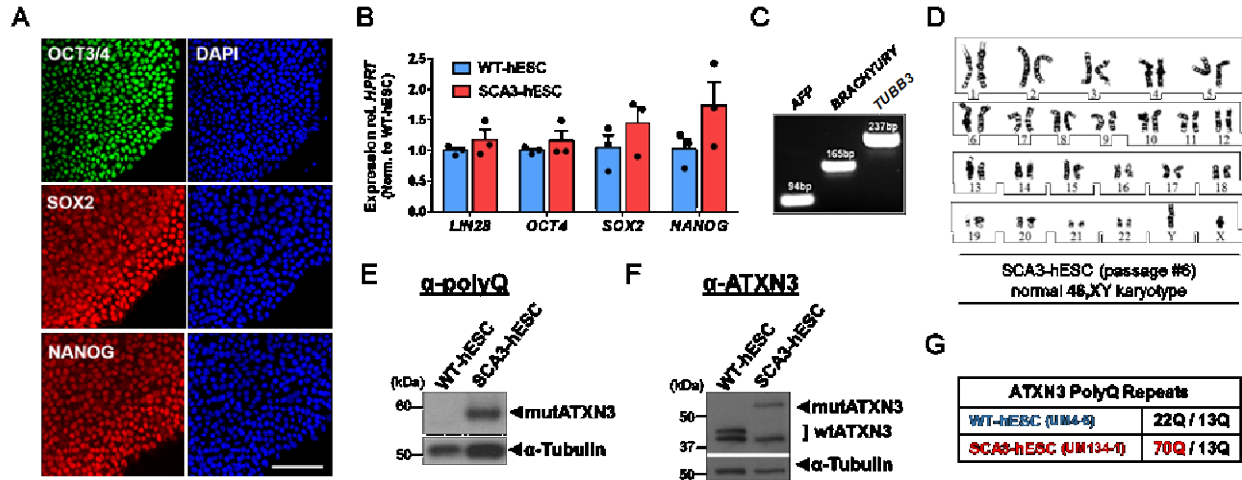 A
OCT3/4
DAPI
SOX2
NANOG
B
Expression rel. HPRT
(Norm. to WT-hESC)
2.5
2.0
1.5
1.0
0.5
0.0
WT-hESC
SCA3-hESC
LIN28
OCT4
SOX2
NANOG
C
AFP
BRACHYURY
TUBB3
94bp
165bp
237bp
D
1 2 3 4 5
6 7 8 9 10 11 12
13 14 15 16 17 18
19 20 21 22 Y X
SCA3-hESC (passage #6)
normal 46,XY karyotype
E
α-polyQ
WT-hESC
SCA3-hESC
(kDa)
60
mutATXN3
50
α-Tubulin
F
α-ATXN3
WT-hESC
SCA3-hESC
(kDa)
50
mutATXN3
] wtATXN3
37
50
α-Tubulin
G
ATXN3 PolyQ Repeats
WT-hESC (UM4-6) 22Q / 13Q
SCA3-hESC (UM134-1) 70Q / 13Q